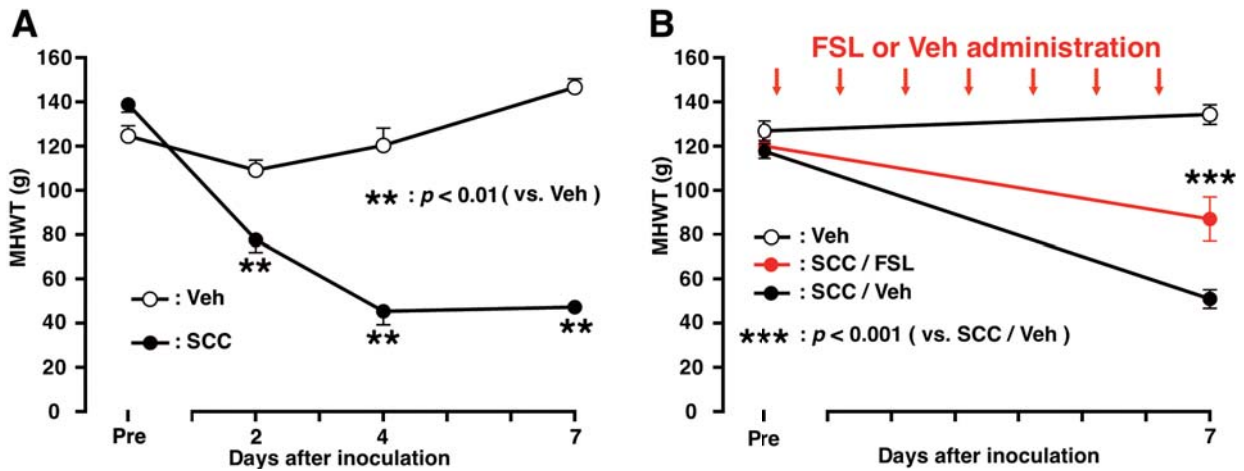 A
160
140
120
100
80
60
40
20
0
MHWT (g)
** : p < 0.01 ( vs. Veh )
: Veh
: SCC
**
**
**
Pre
2
4
7
Days after inoculation
B
FSL or Veh administration
160
140
120
100
80
60
40
20
0
MHWT (g)
***
: Veh
: SCC / FSL
: SCC / Veh
*** : p < 0.001 ( vs. SCC / Veh )
Pre
7
Days after inoculation